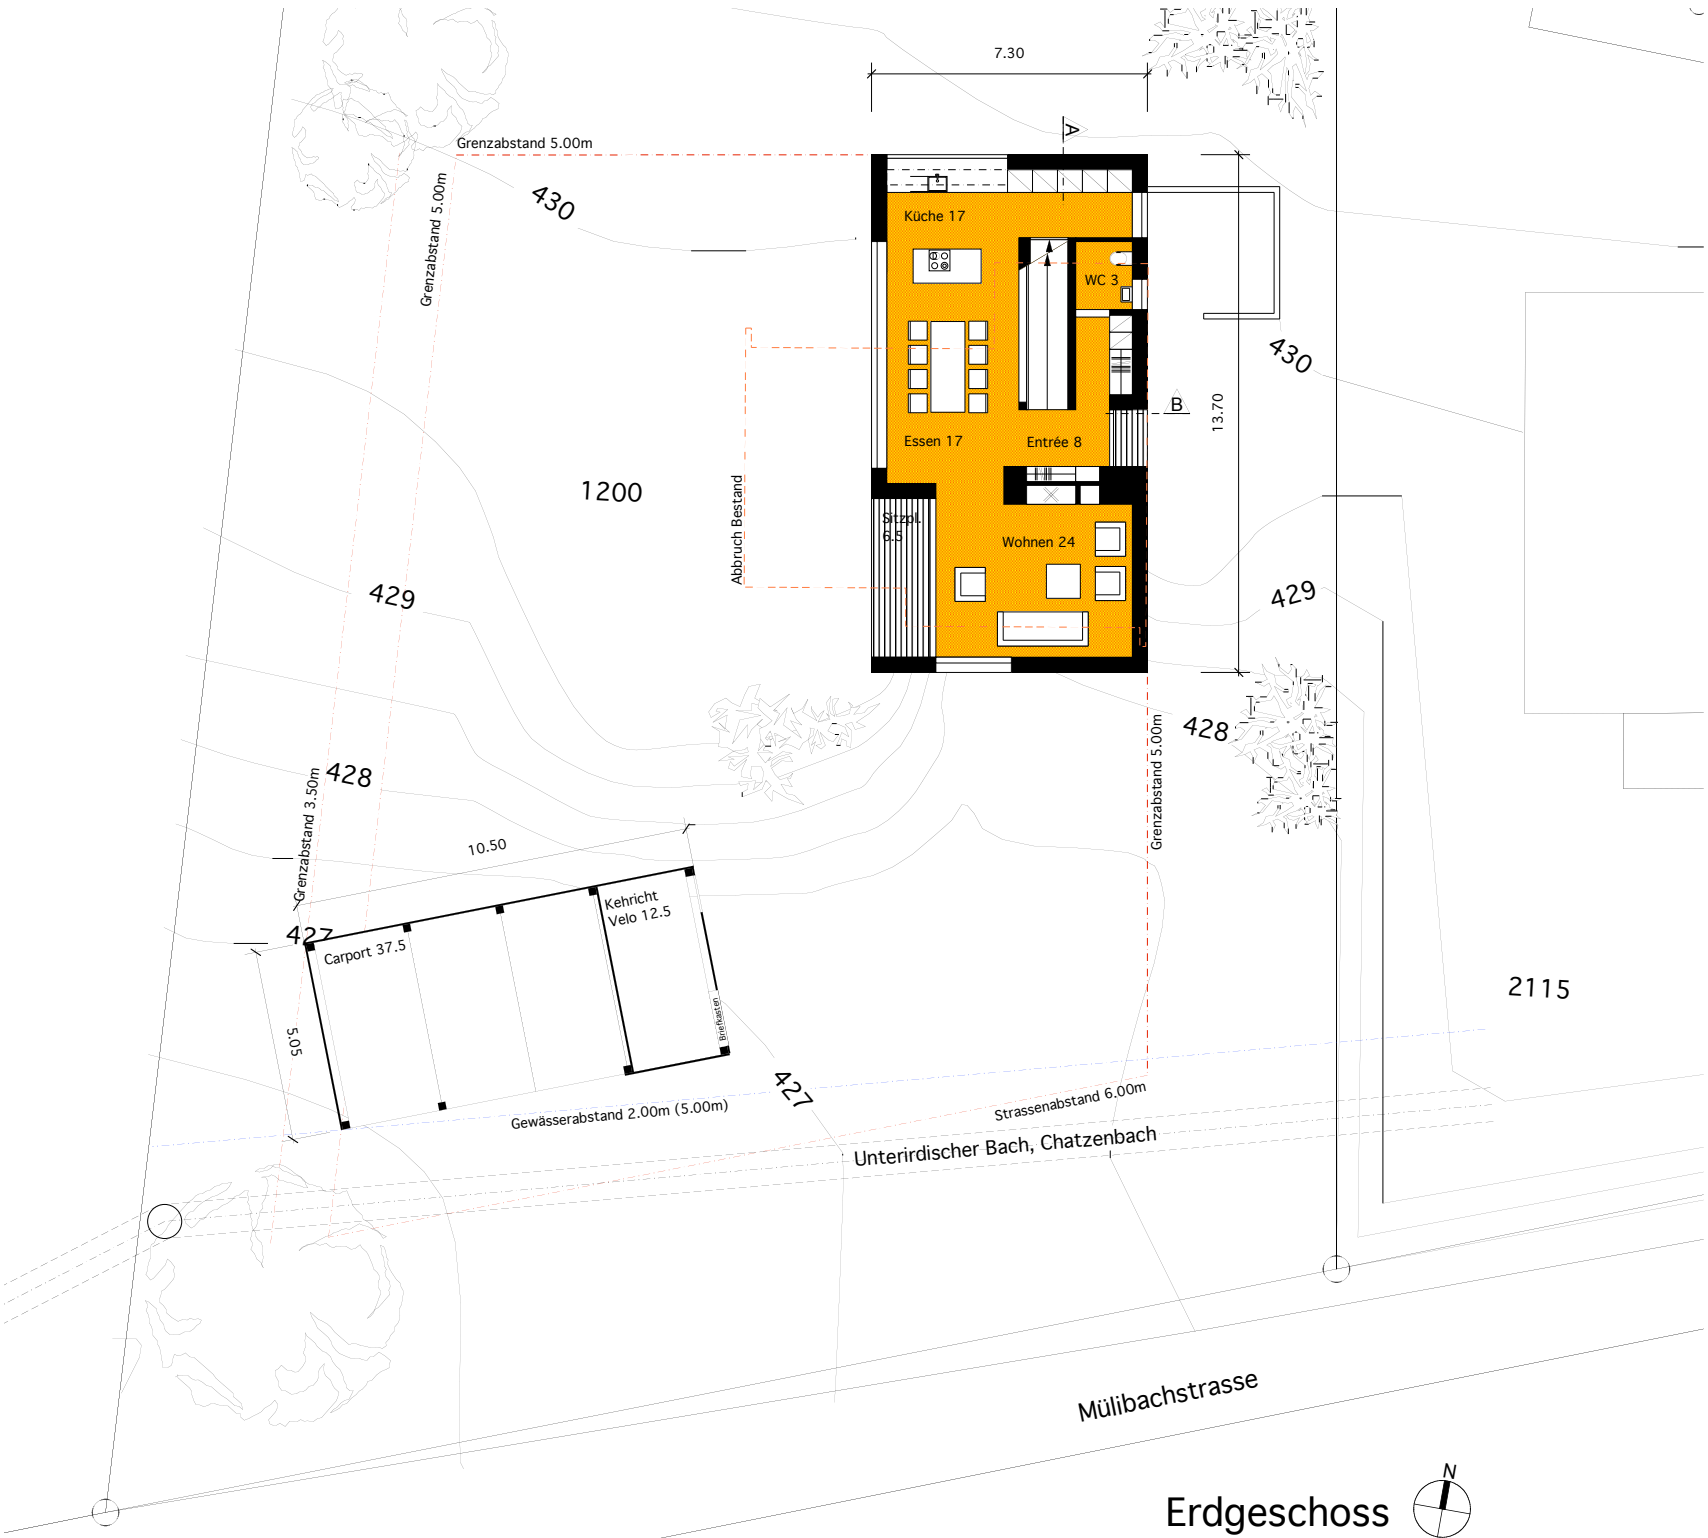 7.30
A
Grenzabstand 5.00m
Grenzabstand 5.00m
430
Küche 17
WC 3
430
13.70
B
Essen 17
Entrée 8
1200
Abbruch Bestand
Sitzpl.
6.5
Wohnen 24
429
429
428
428
Grenzabstand 5.00m
Grenzabstand 3.50m
10.50
Kehricht
Velo 12.5
427
Carport 37.5
5.05
Briefkasten
2115
427
Gewässerabstand 2.00m (5.00m)
Strassenabstand 6.00m
Unterirdischer Bach, Chatzenbach
Mülibachstrasse
N
Erdgeschoss